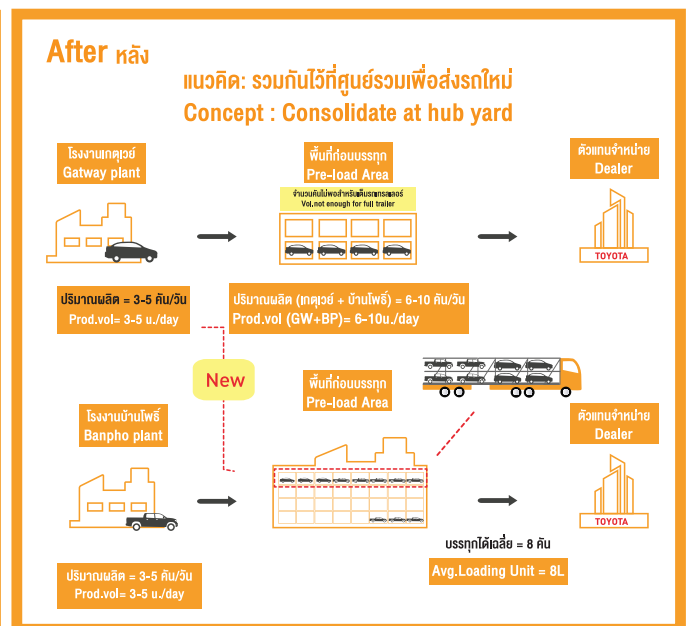 After หลัง
แนวคิด: รวมกันไว้ที่ศูนย์รวมเพื่อส่งรถใหม่
Concept : Consolidate at hub yard
โรงงานเกตุเวย์
Gatway plant
พื้นที่ก่อนบรรทุก
Pre-load Area
จำนวนคันไม่พอสำหรับเต็มรถเทรลเลอร์
Vol.not enough for full trailer
ตัวแทนจำหน่าย
Dealer
TOYOTA
ปริมาณผลิต = 3-5 คัน/วัน
Prod.vol= 3-5 u./day
ปริมาณผลิต (เกตุเวย์ + บ้านโพธิ์) = 6-10 คัน/วัน
Prod.vol (GW+BP)= 6-10u./day
New
พื้นที่ก่อนบรรทุก
Pre-load Area
โรงงานบ้านโพธิ์
Banpho plant
ตัวแทนจำหน่าย
Dealer
TOYOTA
บรรทุกได้เฉลี่ย = 8 คัน
Avg.Loading Unit = 8L
ปริมาณผลิต = 3-5 คัน/วัน
Prod.vol= 3-5 u./day